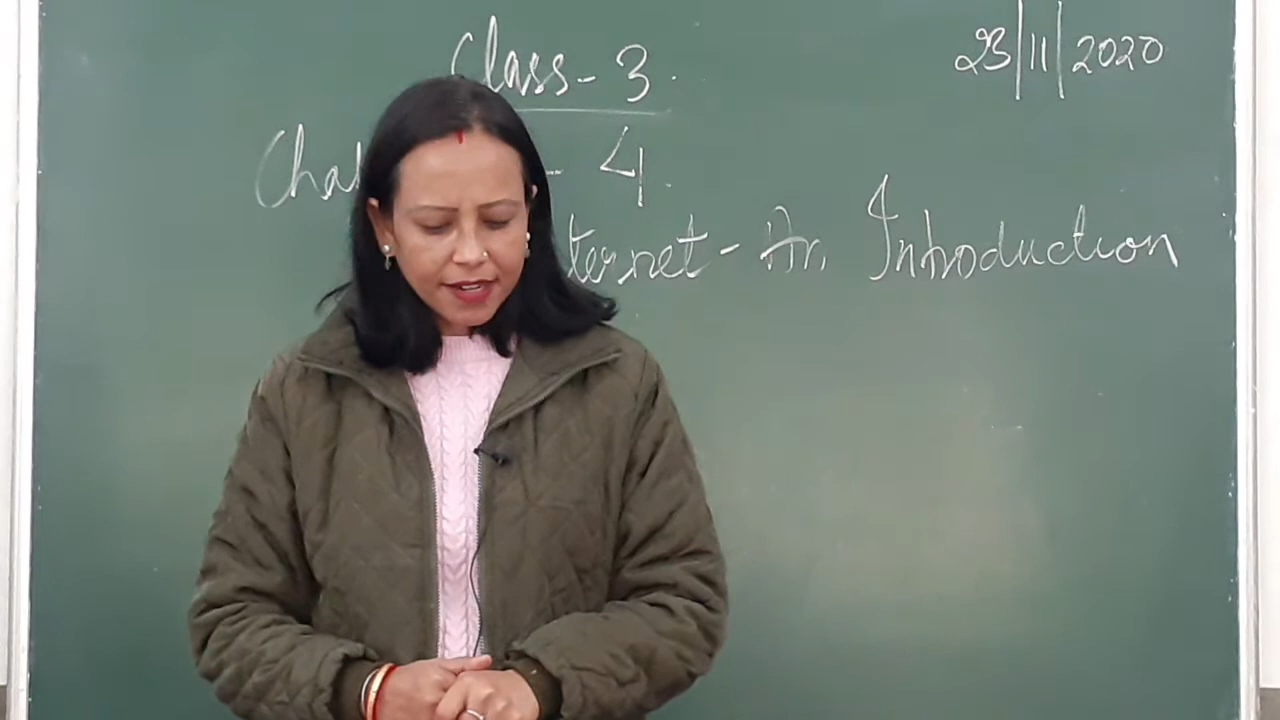 Class - 3.
23/11/2020
Cha - 4.
ternet - An Introduction